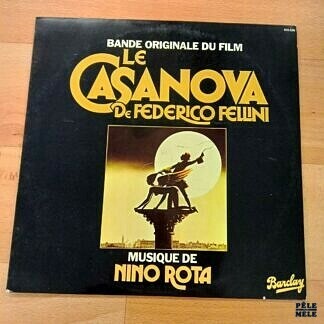 BANDE ORIGINALE DU FILM
LE
CASANOVA
DE FEDERICO FELLINI
MUSIQUE DE
NINO ROTA
Barclay
PÊLE
MÊLE